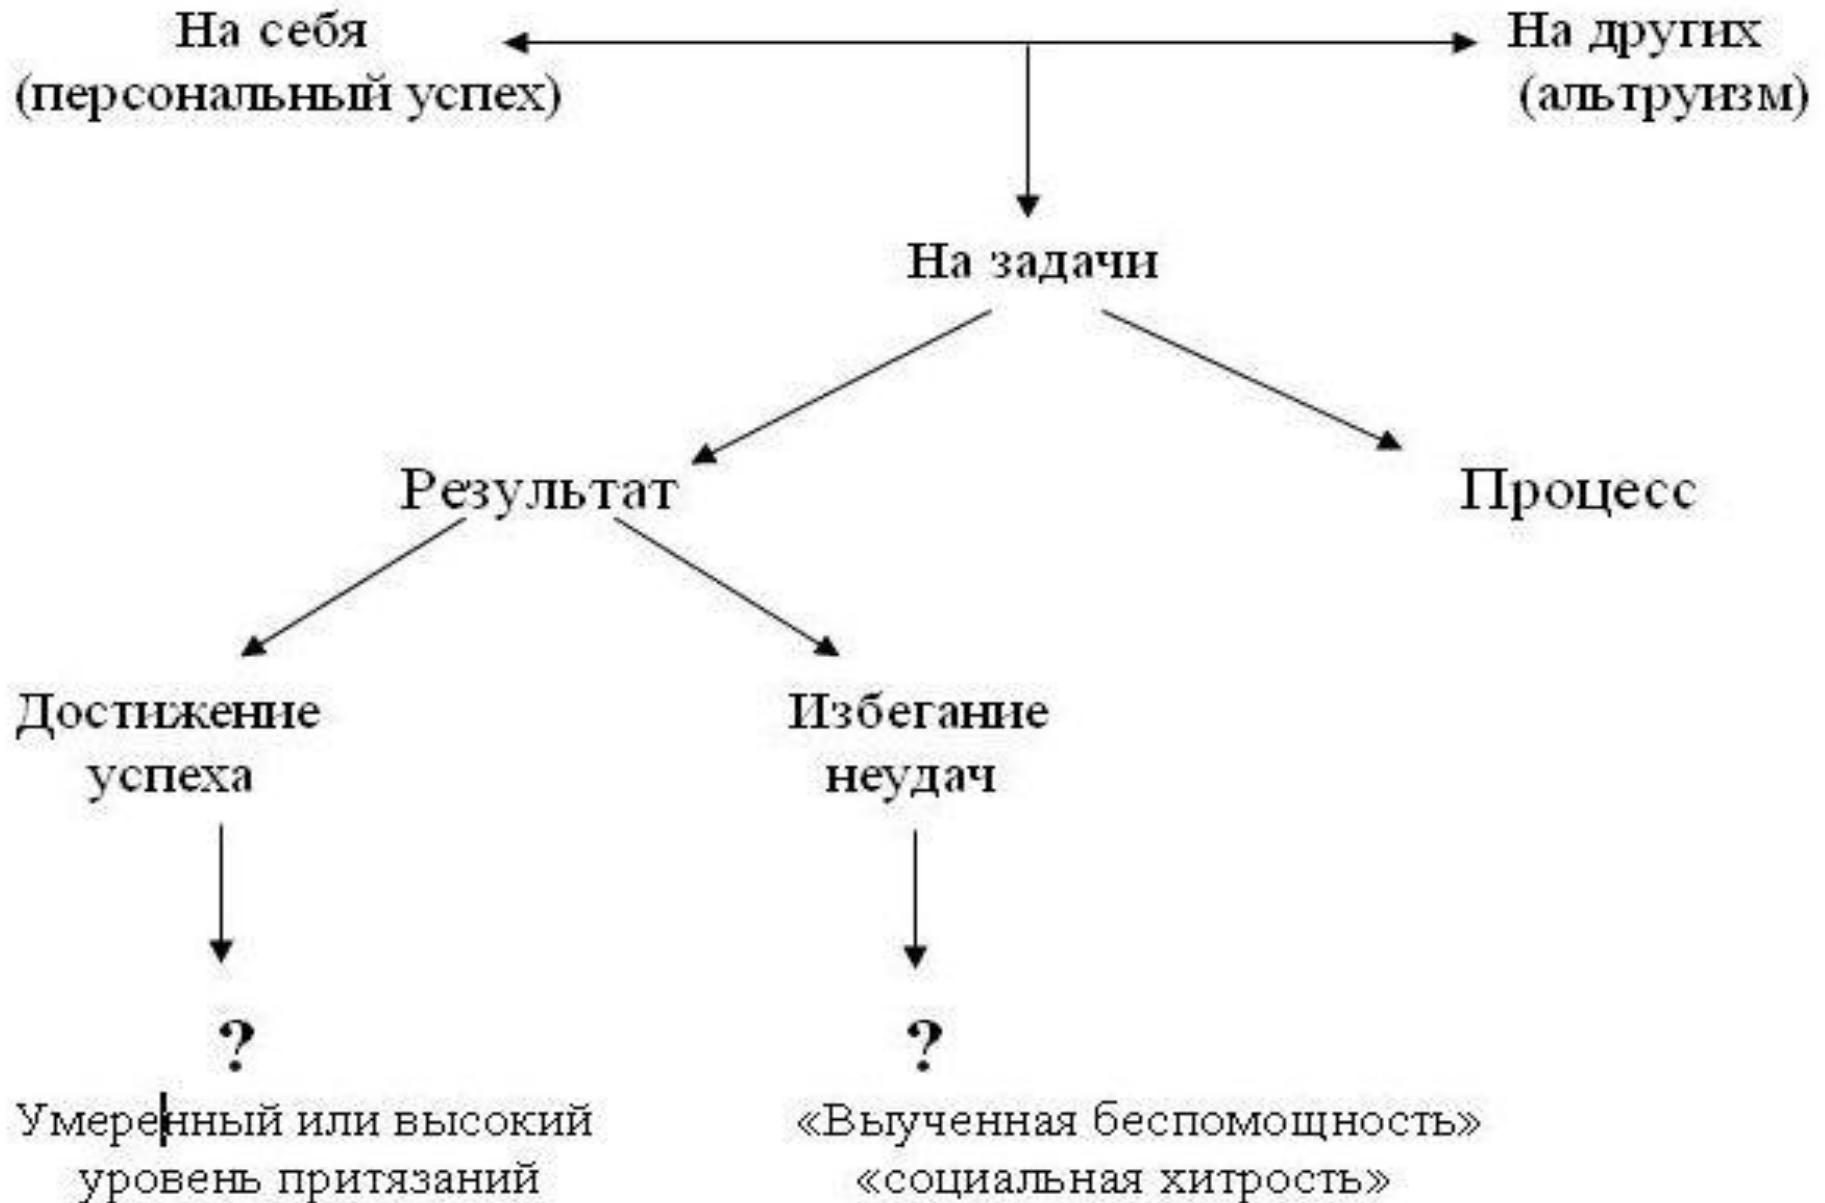 На себя
(персональный успех)
На других
(альтруизм)
На задачи
Результат
Процесс
Достижение
успеха
Избегание
неудач
?
?
Умеренный или высокий
уровень притязаний
«Выученная беспомощность»
«социальная хитрость»